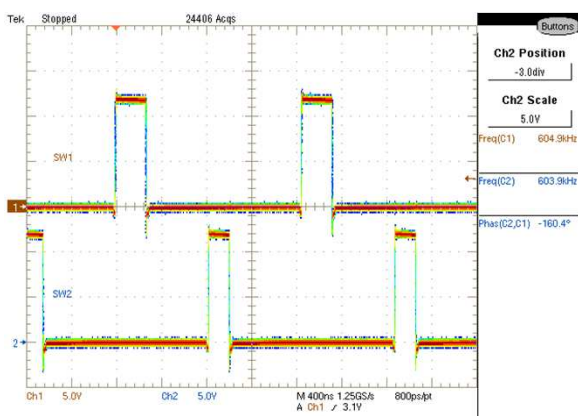 Tek Stopped 24406 Acqs
Buttons
Ch2 Position
-3.0div
Ch2 Scale
5.0V
Freq(C1) 604.9kHz
Freq(C2) 603.9kHz
Phas(C2,C1) -160.4°
SW1
1
SW2
2
Ch1 5.0V Ch2 5.0V M 400ns 1.25GS/s 800ps/pt
A Ch1 / 3.1V